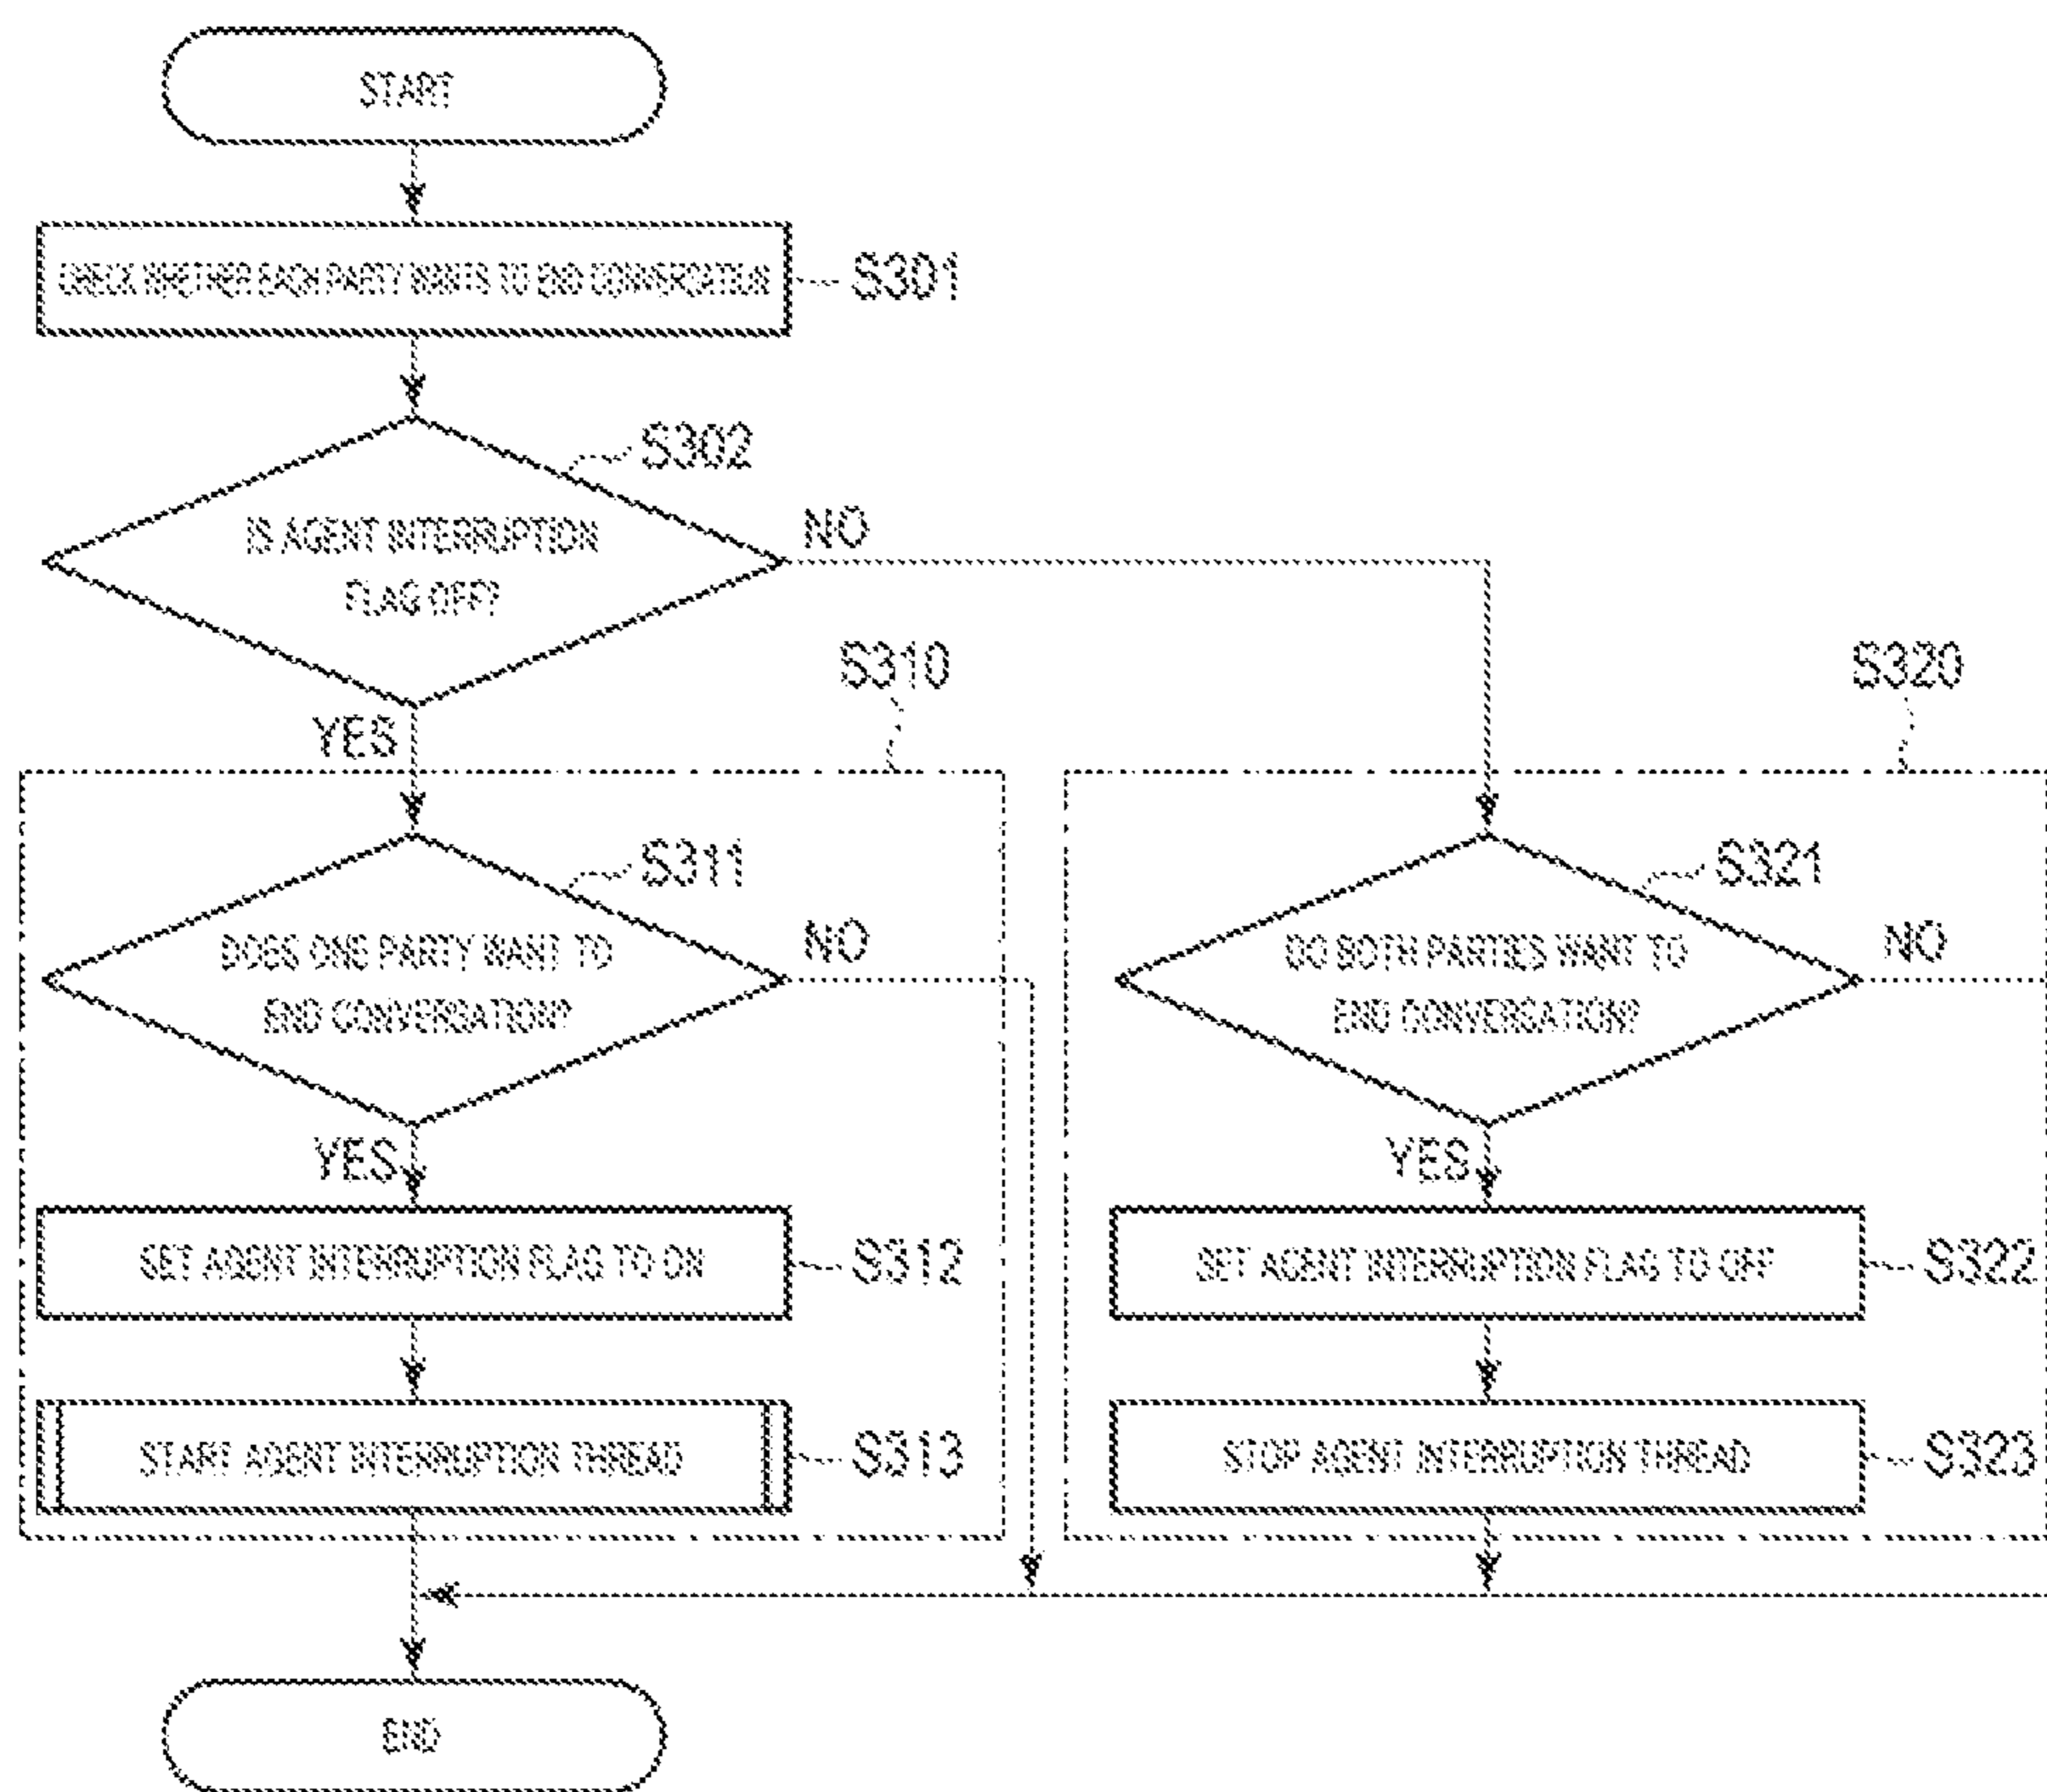 START
CHECK WHETHER EACH PARTY WANTS TO END CONVERSATION
S301
S302
IS AGENT INTERRUPTION
FLAG OFF?
NO
YES
S310
S320
S311
DOES ONE PARTY WANT TO
END CONVERSATION?
NO
YES
S321
DO BOTH PARTIES WANT TO
END CONVERSATION?
NO
YES
SET AGENT INTERRUPTION FLAG TO ON
S312
SET AGENT INTERRUPTION FLAG TO OFF
S322
START AGENT INTERRUPTION THREAD
S313
STOP AGENT INTERRUPTION THREAD
S323
END